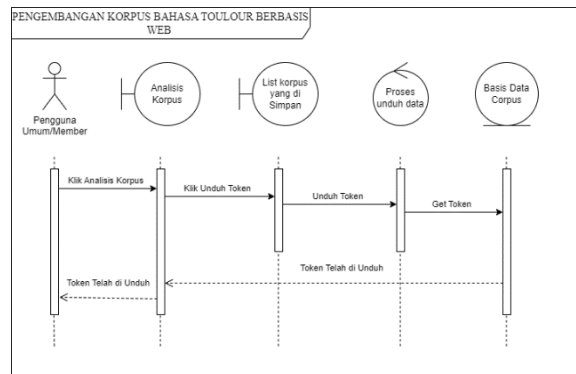 PENGEMBANGAN KORPUS BAHASA TOULOUR BERBASIS
WEB
Pengguna
Umum/Member
Analisis
Korpus
List korpus
yang di
Simpan
Proses
unduh data
Basis Data
Corpus
Klik Analisis Korpus
Klik Unduh Token
Unduh Token
Get Token
Token Telah di Unduh
Token Telah di Unduh